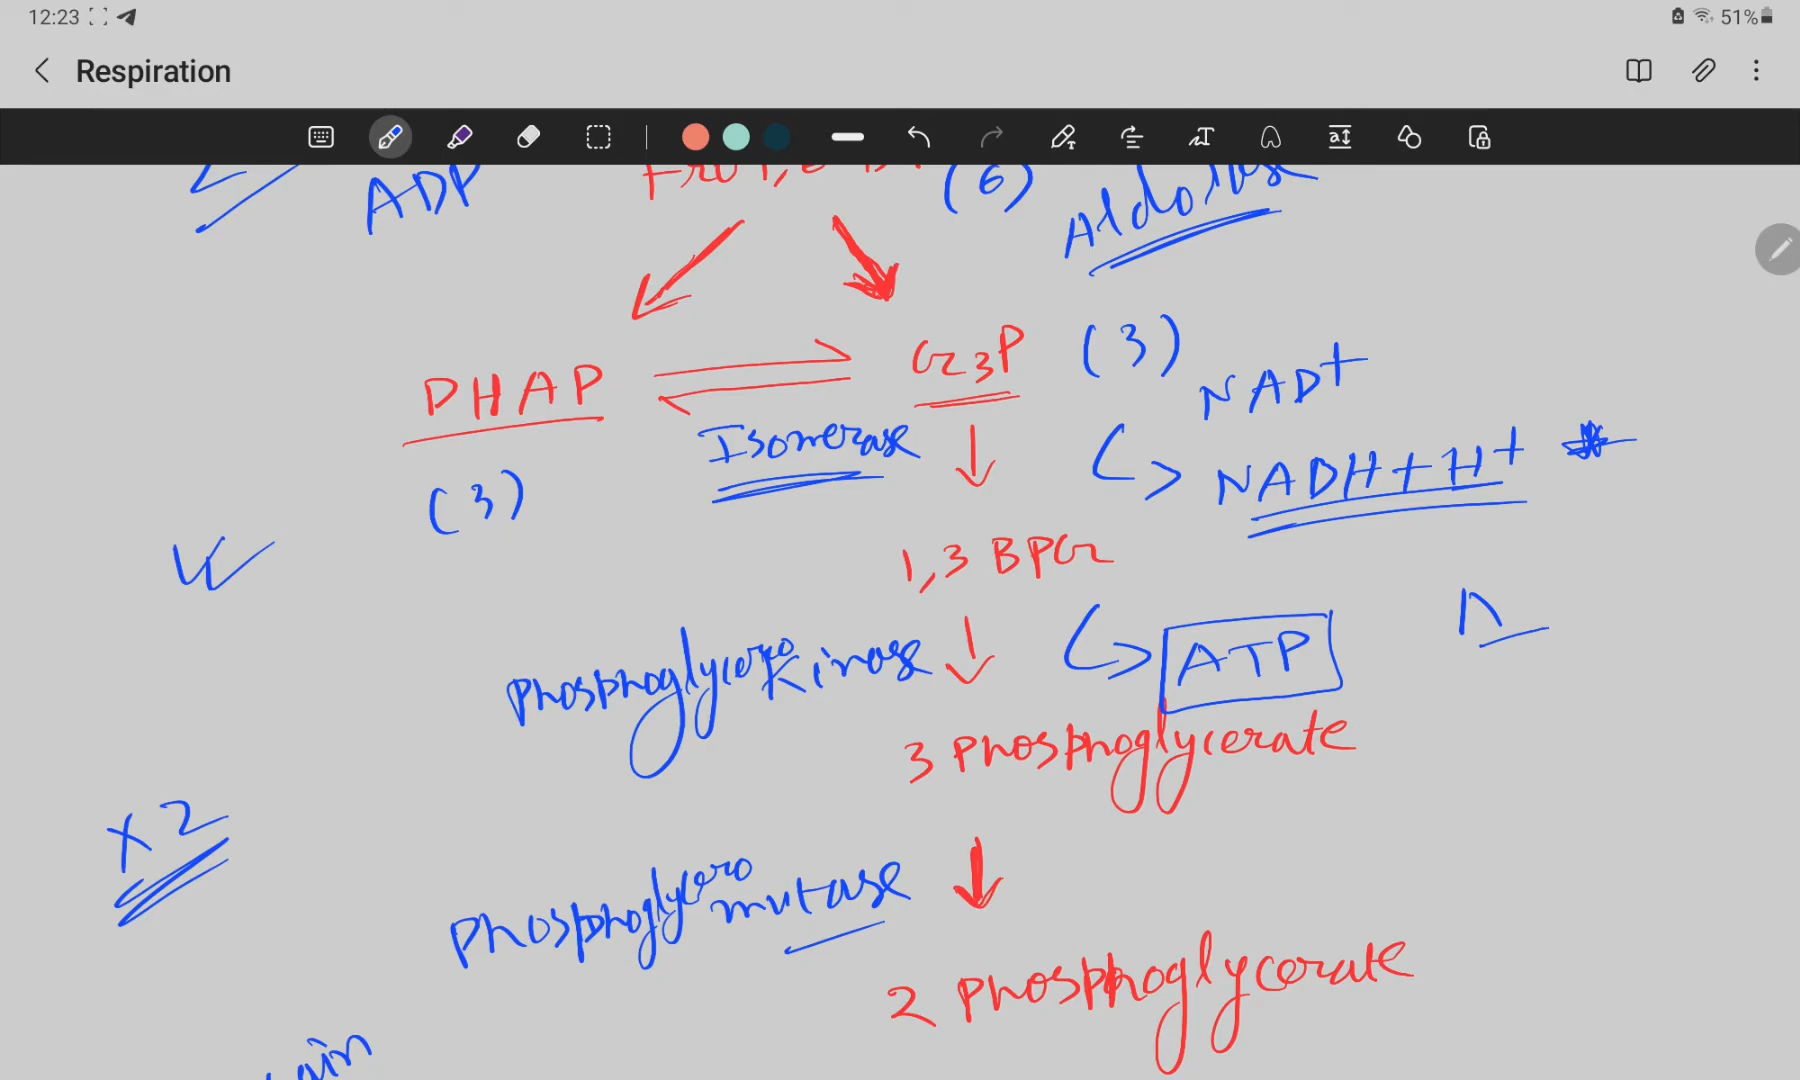 12:23
51%
Respiration
ADP
(6)
Aldolase
DHAP
G3P
(3)
NAD+
Isomerase
NADH+H+
(3)
1,3 BPG
ATP
phosphoglycero kinase
3 phosphoglycerate
X2
phosphoglycero mutase
2 phosphoglycerate